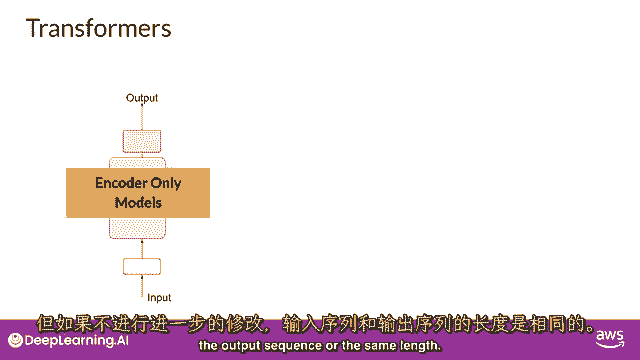 Transformers
Output
Encoder Only
Models
Input
但如果不进行进一步的修改，输入序列和输出序列的长度是相同的。
the output sequence or the same length.
DeepLearning.AI
aws